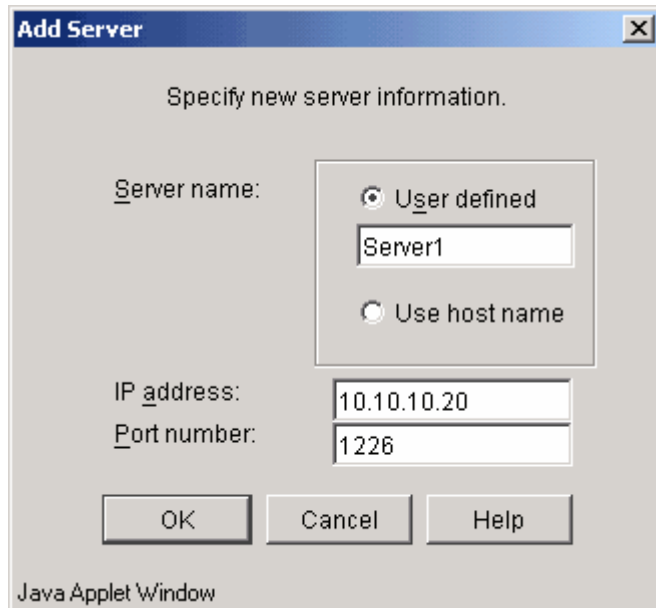 Add Server
Specify new server information.
Server name:
User defined
Server1
Use host name
IP address:
10.10.10.20
Port number:
1226
OK Cancel Help
Java Applet Window